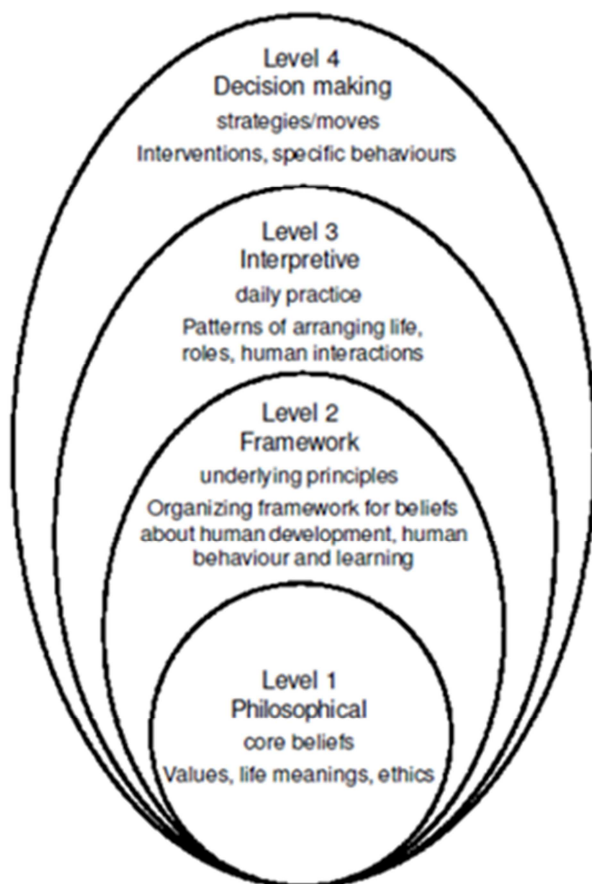 Level 4
Decision making
strategies/moves
Interventions, specific behaviours
Level 3
Interpretive
daily practice
Patterns of arranging life,
roles, human interactions
Level 2
Framework
underlying principles
Organizing framework for beliefs
about human development, human
behaviour and learning
Level 1
Philosophical
core beliefs
Values, life meanings, ethics